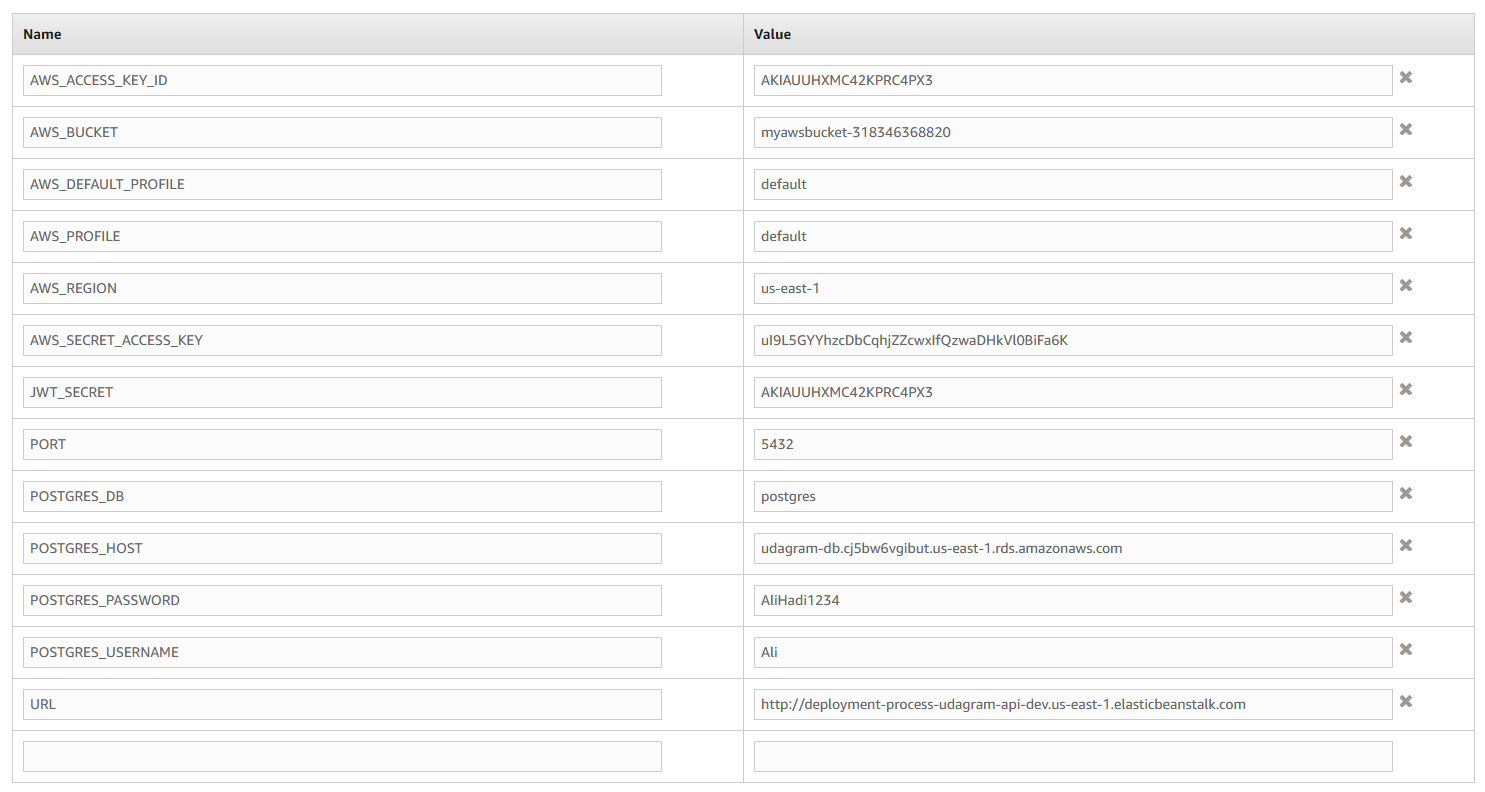 Name Value
AWS_ACCESS_KEY_ID AKIAUUHXMC42KPRC4PX3
AWS_BUCKET myawsbucket-318346368820
AWS_DEFAULT_PROFILE default
AWS_PROFILE default
AWS_REGION us-east-1
AWS_SECRET_ACCESS_KEY uI9L5GYYhzcDbCqhjZZcwxIfQzwaDHkVl0BiFa6K
JWT_SECRET AKIAUUHXMC42KPRC4PX3
PORT 5432
POSTGRES_DB postgres
POSTGRES_HOST udagram-db.cj5bw6vgibut.us-east-1.rds.amazonaws.com
POSTGRES_PASSWORD AliHadi1234
POSTGRES_USERNAME Ali
URL http://deployment-process-udagram-api-dev.us-east-1.elasticbeanstalk.com